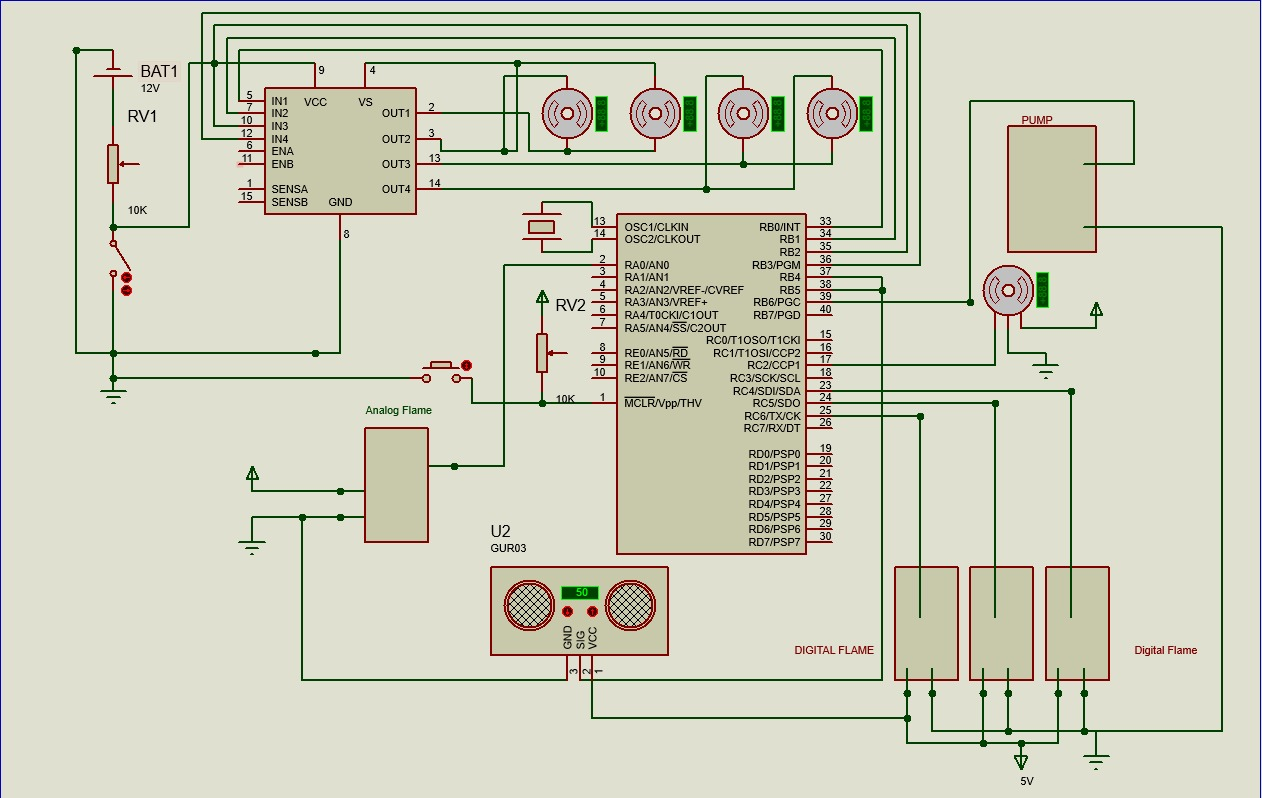 BAT1
12V
RV1
10K
9
4
VCC
VS
5
IN1
7
IN2
10
IN3
12
IN4
6
ENA
11
ENB
1
SENSA
15
SENSB
GND
8
OUT1
2
OUT2
3
OUT3
13
OUT4
14
PUMP
13
OSC1/CLKIN
14
OSC2/CLKOUT
2
RA0/AN0
3
RA1/AN1
4
RA2/AN2/VREF-/CVREF
5
RA3/AN3/VREF+
6
RA4/T0CKI/C1OUT
7
RA5/AN4/SS/C2OUT
8
RE0/AN5/RD
9
RE1/AN6/WR
10
RE2/AN7/CS
1
MCLR/Vpp/THV
RB0/INT
33
RB1
34
RB2
35
RB3/PGM
36
RB4
37
RB5
38
RB6/PGC
39
RB7/PGD
40
RC0/T1OSO/T1CKI
15
RC1/T1OSI/CCP2
16
RC2/CCP1
17
RC3/SCK/SCL
18
RC4/SDI/SDA
23
RC5/SDO
24
RC6/TX/CK
25
RC7/RX/DT
26
RD0/PSP0
19
RD1/PSP1
20
RD2/PSP2
21
RD3/PSP3
22
RD4/PSP4
27
RD5/PSP5
28
RD6/PSP6
29
RD7/PSP7
30
RV2
10K
Analog Flame
U2
GUR03
50
GND
SIG
VCC
3
2
1
DIGITAL FLAME
Digital Flame
5V